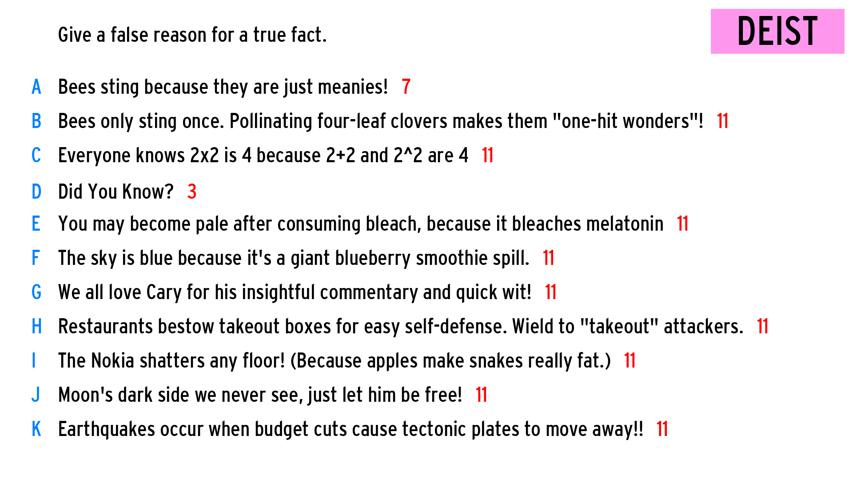 Give a false reason for a true fact.
DEIST
A Bees sting because they are just meanies! 7
B Bees only sting once. Pollinating four-leaf clovers makes them "one-hit wonders"! 11
C Everyone knows 2x2 is 4 because 2+2 and 2^2 are 4 11
D Did You Know? 3
E You may become pale after consuming bleach, because it bleaches melatonin 11
F The sky is blue because it's a giant blueberry smoothie spill. 11
G We all love Cary for his insightful commentary and quick wit! 11
H Restaurants bestow takeout boxes for easy self-defense. Wield to "takeout" attackers. 11
I The Nokia shatters any floor! (Because apples make snakes really fat.) 11
J Moon's dark side we never see, just let him be free! 11
K Earthquakes occur when budget cuts cause tectonic plates to move away!! 11